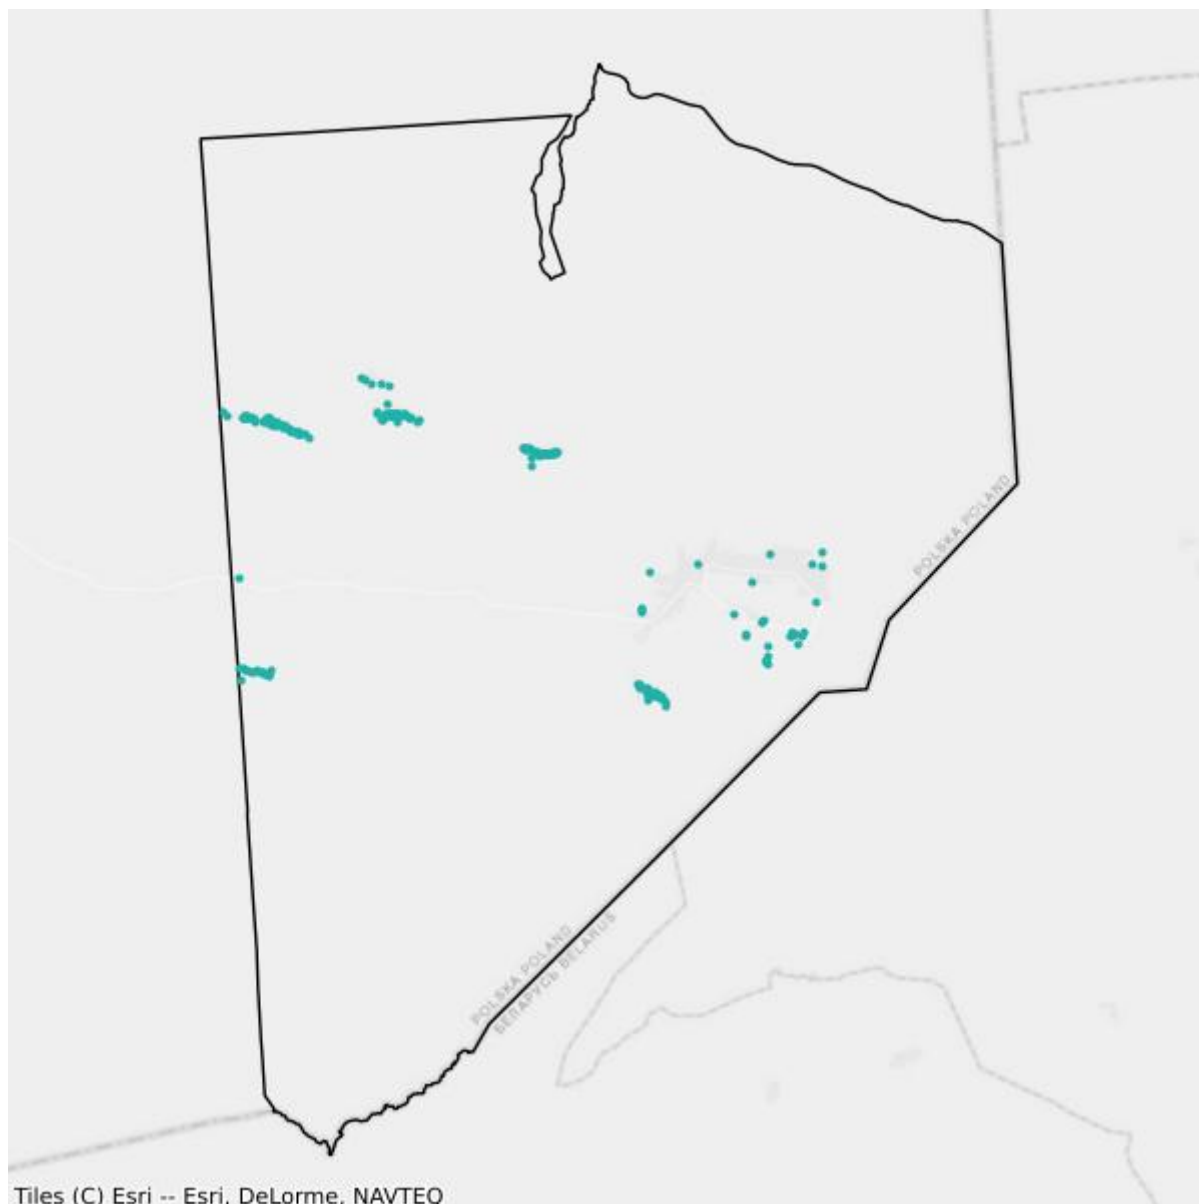 POLSKA POLAND
POLSKA POLAND
БЕЛАРУСЬ BELARUS
Tiles (C) Esri -- Esri, DeLorme, NAVTEQ